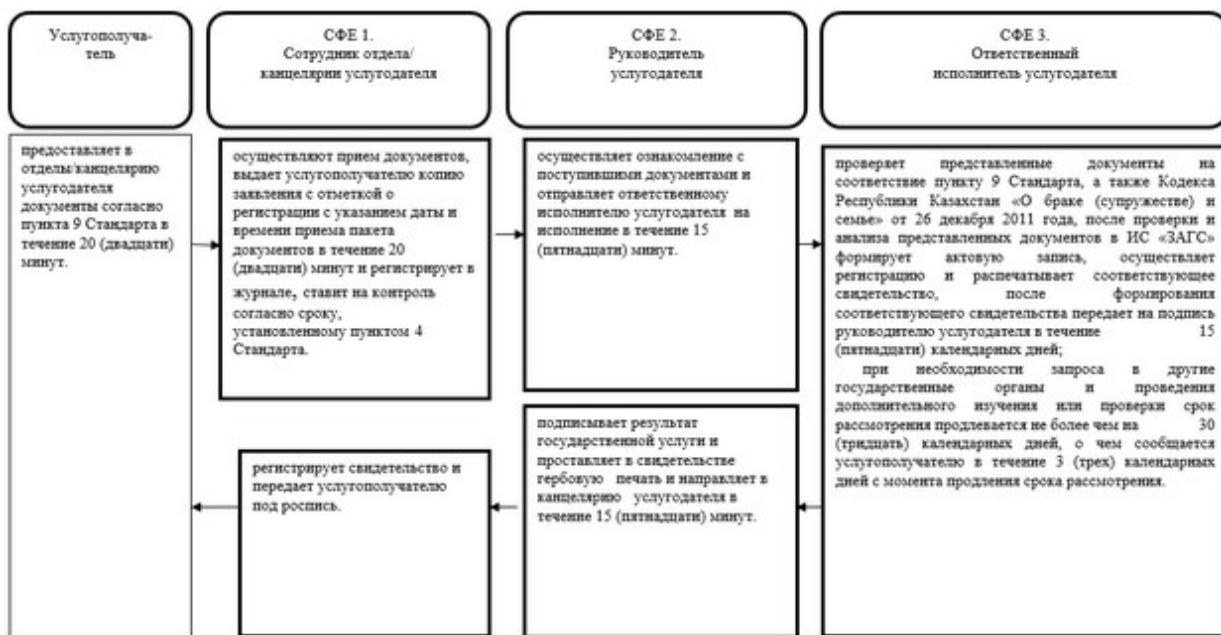 Услугополуча-
тель
СФЕ 1.
Сотрудник отдела/
канцелярии услугодателя
СФЕ 2.
Руководитель
услугодателя
СФЕ 3.
Ответственный
исполнитель услугодателя
предоставляет в
отделы/канцелярию
услугодателя
документы согласно
пункта 9 Стандарта в
течение 20 (двадцати)
минут.
осуществляют прием документов,
выдает услугополучателю копию
заявления с отметкой о
регистрации с указанием даты и
времени приема пакета
документов в течение 20
(двадцати) минут и регистрирует в
журнале, ставит на контроль
согласно сроку,
установленному пунктом 4
Стандарта.
осуществляет ознакомление с
поступившими документами и
отправляет ответственному
исполнителю услугодателя на
исполнение в течение 15
(пятнадцати) минут.
проверяет представленные документы на
соответствие пункту 9 Стандарта, а также Кодекса
Республики Казахстан «О браке (супружестве) и
семье» от 26 декабря 2011 года, после проверки и
анализа представленных документов в ИС «ЗАГС»
формирует актовую запись, осуществляет
регистрацию и распечатывает соответствующее
свидетельство, после формирования
соответствующего свидетельства передает на подпись
руководителю услугодателя в течение 15
(пятнадцати) календарных дней;
при необходимости запроса в другие
государственные органы и проведения
дополнительного изучения или проверки срок
рассмотрения продлевается не более чем на 30
(тридцать) календарных дней, о чем сообщается
услугополучателю в течение 3 (трех) календарных
дней с момента продления срока рассмотрения.
подписывает результат
государственной услуги и
проставляет в свидетельстве
гербовую печать и направляет в
канцелярию услугодателя в
течение 15 (пятнадцати) минут.
регистрирует свидетельство и
передает услугополучателю
под роспись.